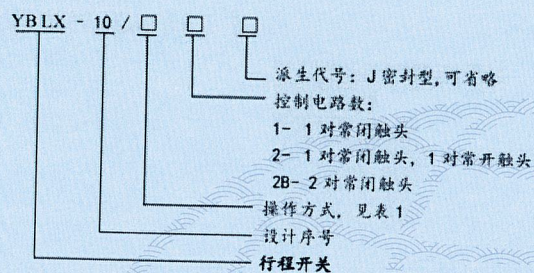 YBLX - 10 / □ □ □
派生代号: J密封型,可省略
控制电路数:
1- 1对常闭触头
2- 1对常闭触头, 1对常开触头
2B- 2对常闭触头
操作方式, 见表1
设计序号
行程开关